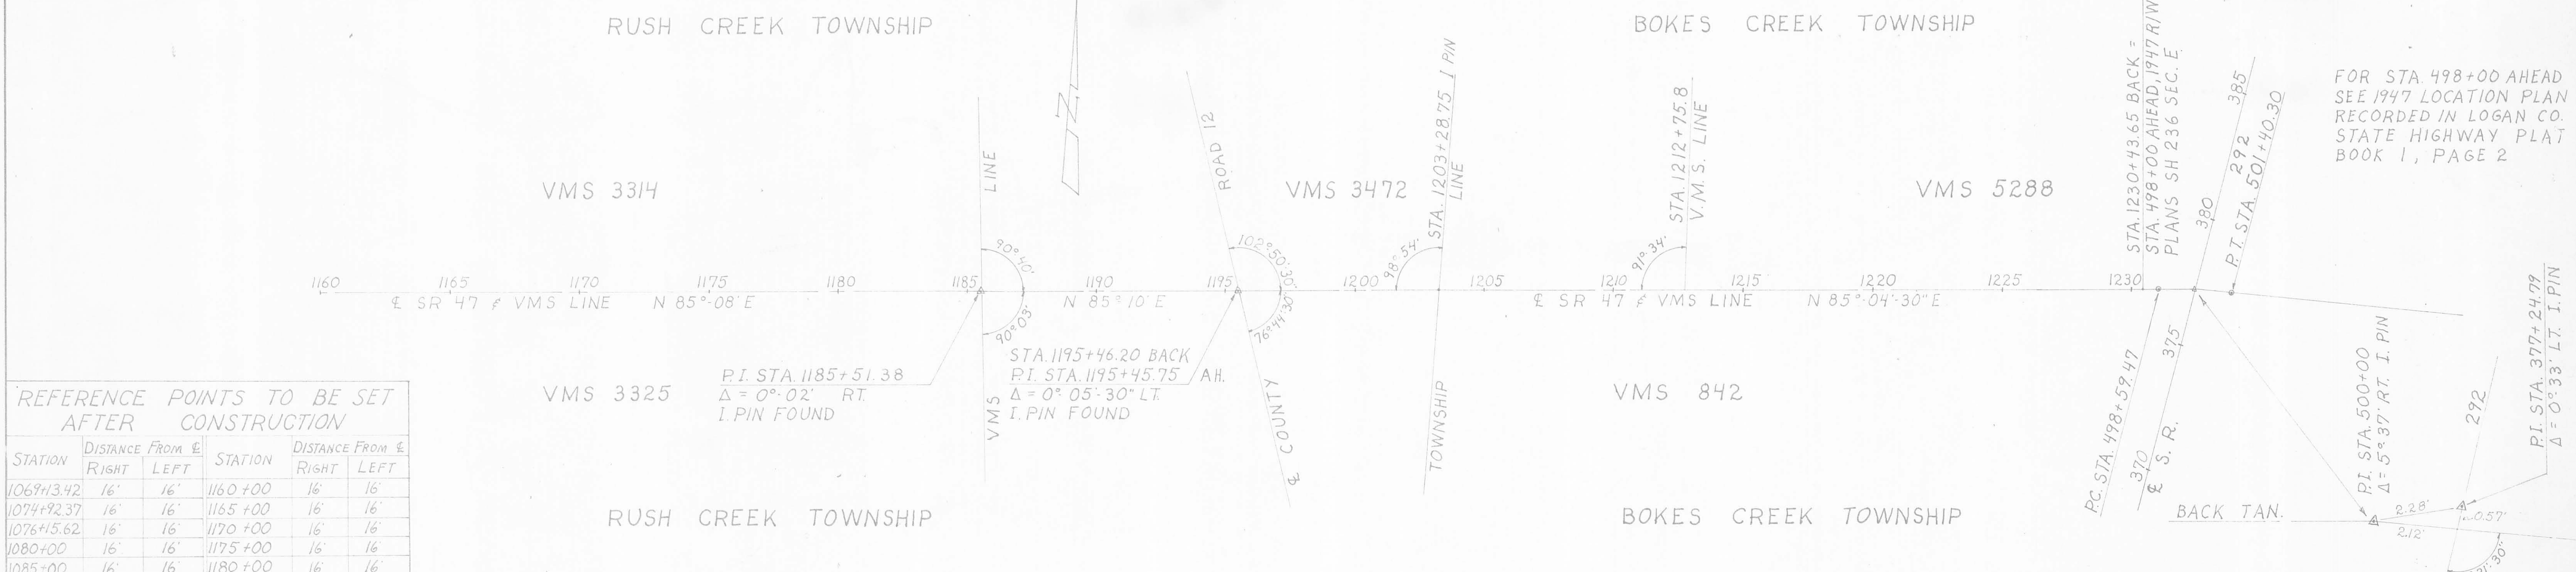 RUSH CREEK TOWNSHIP
BOKES CREEK TOWNSHIP
FOR STA. 498+00 AHEAD
SEE 1947 LOCATION PLAN
RECORDED IN LOGAN CO.
STATE HIGHWAY PLAT
BOOK 1, PAGE 2
VMS 3314
LINE
ROAD 12
VMS 3472
STA. 1203+28.75 I PIN
LINE
STA. 1212+75.8
V.M.S. LINE
VMS 5288
STA. 1230+43.65 BACK =
STA. 498+00 AHEAD, 1947 R/W
PLANS SH 236 SEC. E
292 385
380
P.T. STA. 501+40.30
90°-40'
102°-50'-30"
98°-54'
91°-34'
1160 1165 1170 1175 1180 1185 1190 1195 1200 1205 1210 1215 1220 1225 1230
℄ SR 47 & VMS LINE N 85°-08' E
N 85°-10' E
℄ SR 47 & VMS LINE N 85°-04'-30" E
90°-03'
76°-44'-30"
VMS 3325
P.I. STA. 1185+51.38
Δ = 0°-02' RT.
I. PIN FOUND
VMS
STA. 1195+46.20 BACK
P.I. STA. 1195+45.75 AH.
Δ = 0°-05'-30" LT.
I. PIN FOUND
℄ COUNTY
TOWNSHIP
VMS 842
P.C. STA. 498+59.47
370 375
℄ S. R.
P.I. STA. 500+00
Δ = 5°37' RT. I. PIN
292
P.I. STA. 377+24.79
Δ = 0°33' LT. I. PIN
BACK TAN.
2.28'
2.12'
0.57'
RUSH CREEK TOWNSHIP
BOKES CREEK TOWNSHIP
REFERENCE POINTS TO BE SET
AFTER CONSTRUCTION
STATION DISTANCE FROM ℄ STATION DISTANCE FROM ℄
RIGHT LEFT RIGHT LEFT
1069+13.42 16' 16' 1160+00 16' 16'
1074+92.37 16' 16' 1165+00 16' 16'
1076+15.62 16' 16' 1170+00 16' 16'
1080+00 16' 16' 1175+00 16' 16'
1085+00 16' 16' 1180+00 16' 16'